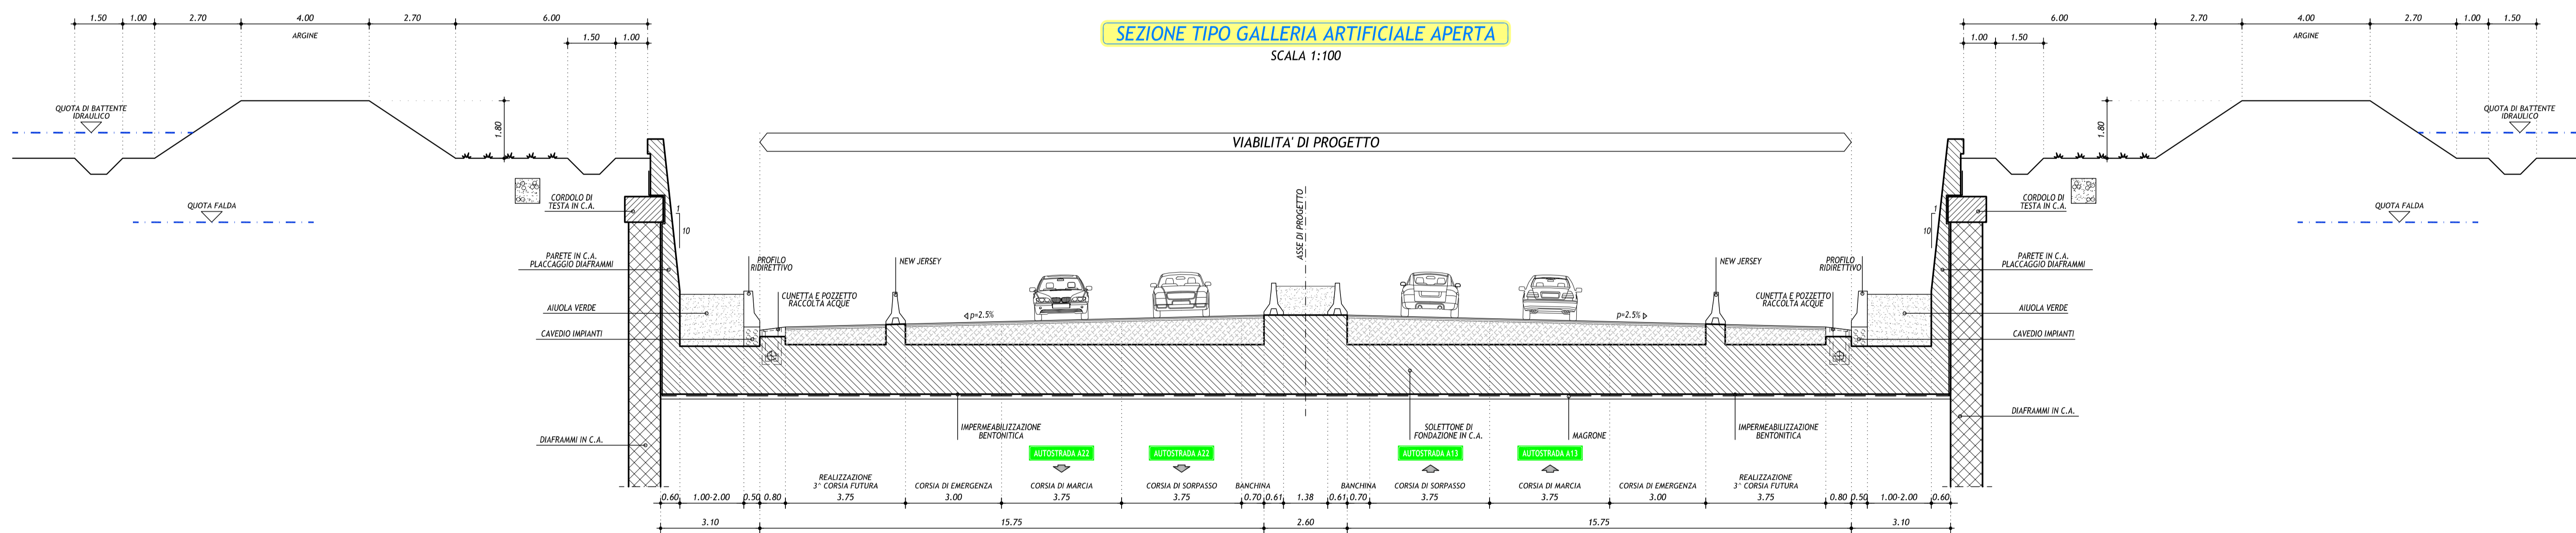 1.50 1.00 2.70 4.00 2.70 6.00
ARGINE
1.50 1.00
SEZIONE TIPO GALLERIA ARTIFICIALE APERTA
SCALA 1:100
6.00 2.70 4.00 2.70 1.00 1.50
ARGINE
1.00 1.50
QUOTA DI BATTENTE
IDRAULICO
1.80
VIABILITA' DI PROGETTO
1.80
QUOTA DI BATTENTE
IDRAULICO
QUOTA FALDA
CORDOLO DI
TESTA IN C.A.
1
10
ASSE DI PROGETTO
1
10
CORDOLO DI
TESTA IN C.A.
QUOTA FALDA
PARETE IN C.A.
PLACCAGGIO DIAFRAMMI
PROFILO
RIDIRETTIVO
NEW JERSEY
NEW JERSEY
PROFILO
RIDIRETTIVO
PARETE IN C.A.
PLACCAGGIO DIAFRAMMI
CUNETTA E POZZETTO
RACCOLTA ACQUE
CUNETTA E POZZETTO
RACCOLTA ACQUE
AIUOLA VERDE
p=2.5%
p=2.5%
AIUOLA VERDE
CAVEDIO IMPIANTI
CAVEDIO IMPIANTI
DIAFRAMMI IN C.A.
IMPERMEABILIZZAZIONE
BENTONITICA
SOLETTONE DI
FONDAZIONE IN C.A.
MAGRONE
IMPERMEABILIZZAZIONE
BENTONITICA
DIAFRAMMI IN C.A.
AUTOSTRADA A22
AUTOSTRADA A22
AUTOSTRADA A13
AUTOSTRADA A13
REALIZZAZIONE
3^ CORSIA FUTURA
CORSIA DI EMERGENZA
CORSIA DI MARCIA
CORSIA DI SORPASSO
BANCHINA
BANCHINA
CORSIA DI SORPASSO
CORSIA DI MARCIA
CORSIA DI EMERGENZA
REALIZZAZIONE
3^ CORSIA FUTURA
0.60 1.00-2.00 0.50 0.80 3.75 3.00 3.75 3.75 0.70 0.61 1.38 0.61 0.70 3.75 3.75 3.00 3.75 0.80 0.50 1.00-2.00 0.60
3.10 15.75 2.60 15.75 3.10